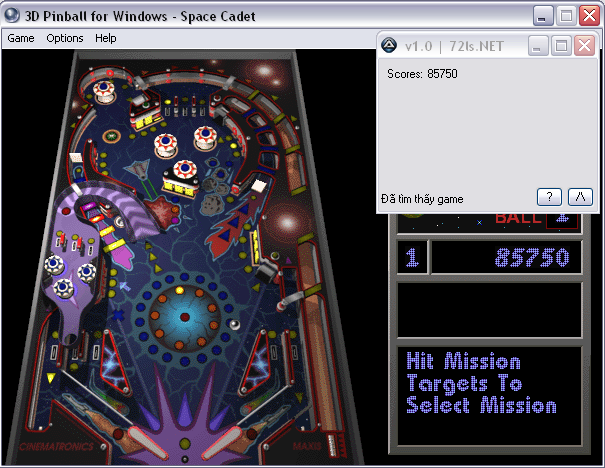 3D Pinball for Windows - Space Cadet
Game Options Help
v1.0 | 72ls.NET
Scores: 85750
Đã tìm thấy game
?
/\
BALL 1
1 85750
Hit Mission
Targets To
Select Mission
CINEMATRONICS
MAXIS